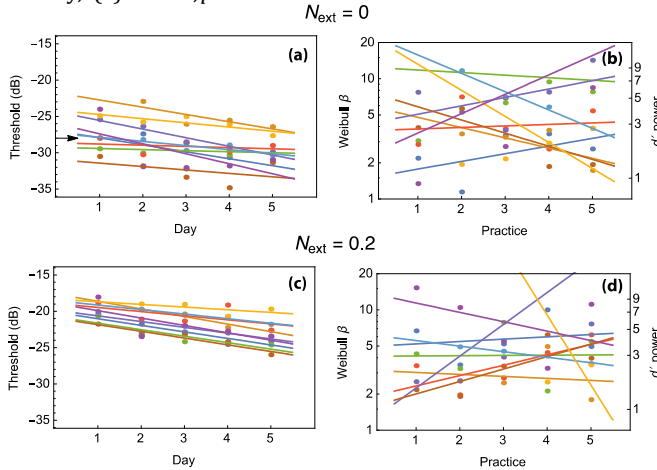 N_ext = 0
(a)
Threshold (dB)
−15
−20
−25
−30
−35
1 2 3 4 5
Day
(b)
Weibull β
20
10
5
2
1
9
7
5
3
1
d′ power
1 2 3 4 5
Practice
N_ext = 0.2
(c)
Threshold (dB)
−15
−20
−25
−30
−35
1 2 3 4 5
Day
(d)
Weibull β
20
10
5
2
1
9
7
5
3
1
d′ power
1 2 3 4 5
Practice